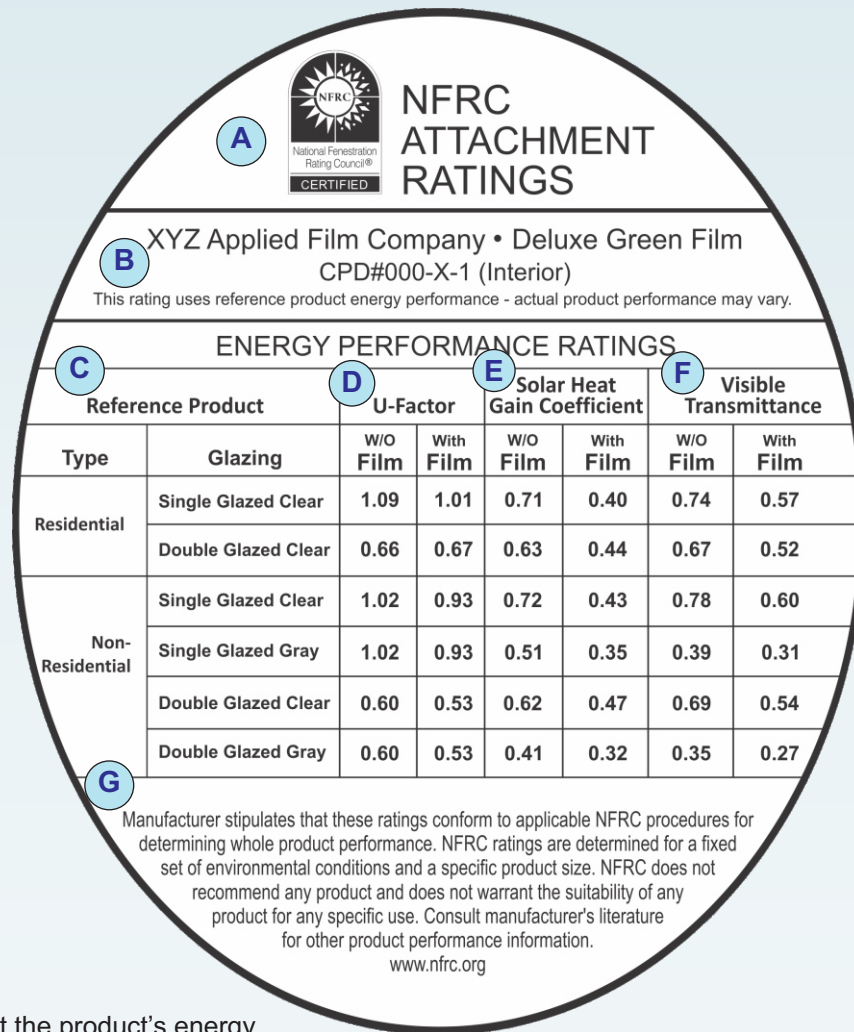 A
NFRC
National Fenestration
Rating Council®
CERTIFIED
NFRC
ATTACHMENT
RATINGS
B
XYZ Applied Film Company • Deluxe Green Film
CPD#000-X-1 (Interior)
This rating uses reference product energy performance - actual product performance may vary.
ENERGY PERFORMANCE RATINGS
C D E F
Reference Product U-Factor Solar Heat Gain Coefficient Visible Transmittance
Type Glazing W/O Film With Film W/O Film With Film W/O Film With Film
Residential Single Glazed Clear 1.09 1.01 0.71 0.40 0.74 0.57
Double Glazed Clear 0.66 0.67 0.63 0.44 0.67 0.52
Non-Residential Single Glazed Clear 1.02 0.93 0.72 0.43 0.78 0.60
Single Glazed Gray 1.02 0.93 0.51 0.35 0.39 0.31
Double Glazed Clear 0.60 0.53 0.62 0.47 0.69 0.54
Double Glazed Gray 0.60 0.53 0.41 0.32 0.35 0.27
G
Manufacturer stipulates that these ratings conform to applicable NFRC procedures for
determining whole product performance. NFRC ratings are determined for a fixed
set of environmental conditions and a specific product size. NFRC does not
recommend any product and does not warrant the suitability of any
product for any specific use. Consult manufacturer's literature
for other product performance information.
www.nfrc.org
the product's energy